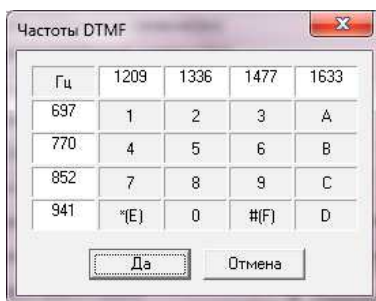 Частоты DTMF
Гц 1209 1336 1477 1633
697 1 2 3 A
770 4 5 6 B
852 7 8 9 C
941 *(E) 0 #(F) D
Да Отмена